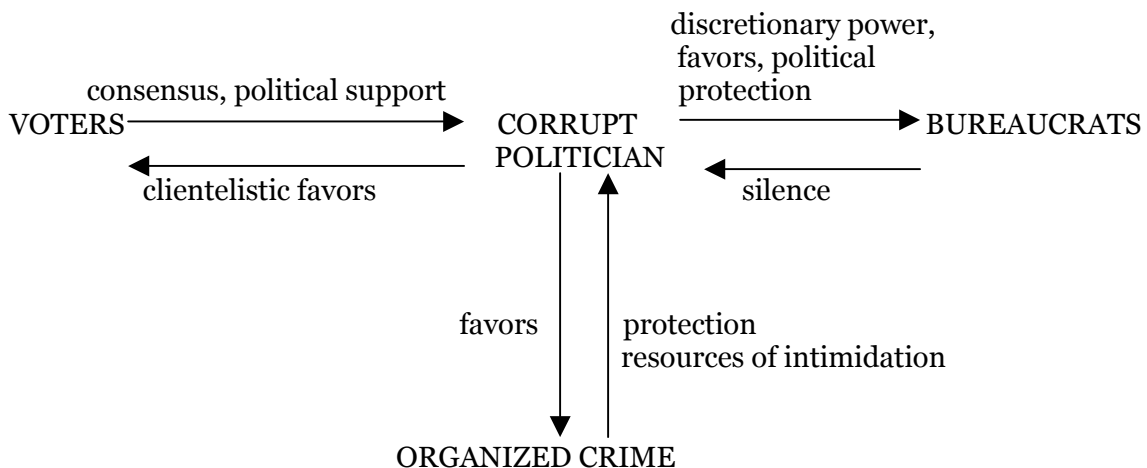 discretionary power,
favors, political
protection
consensus, political support
VOTERS
CORRUPT
POLITICIAN
BUREAUCRATS
clientelistic favors
silence
favors
protection
resources of intimidation
ORGANIZED CRIME